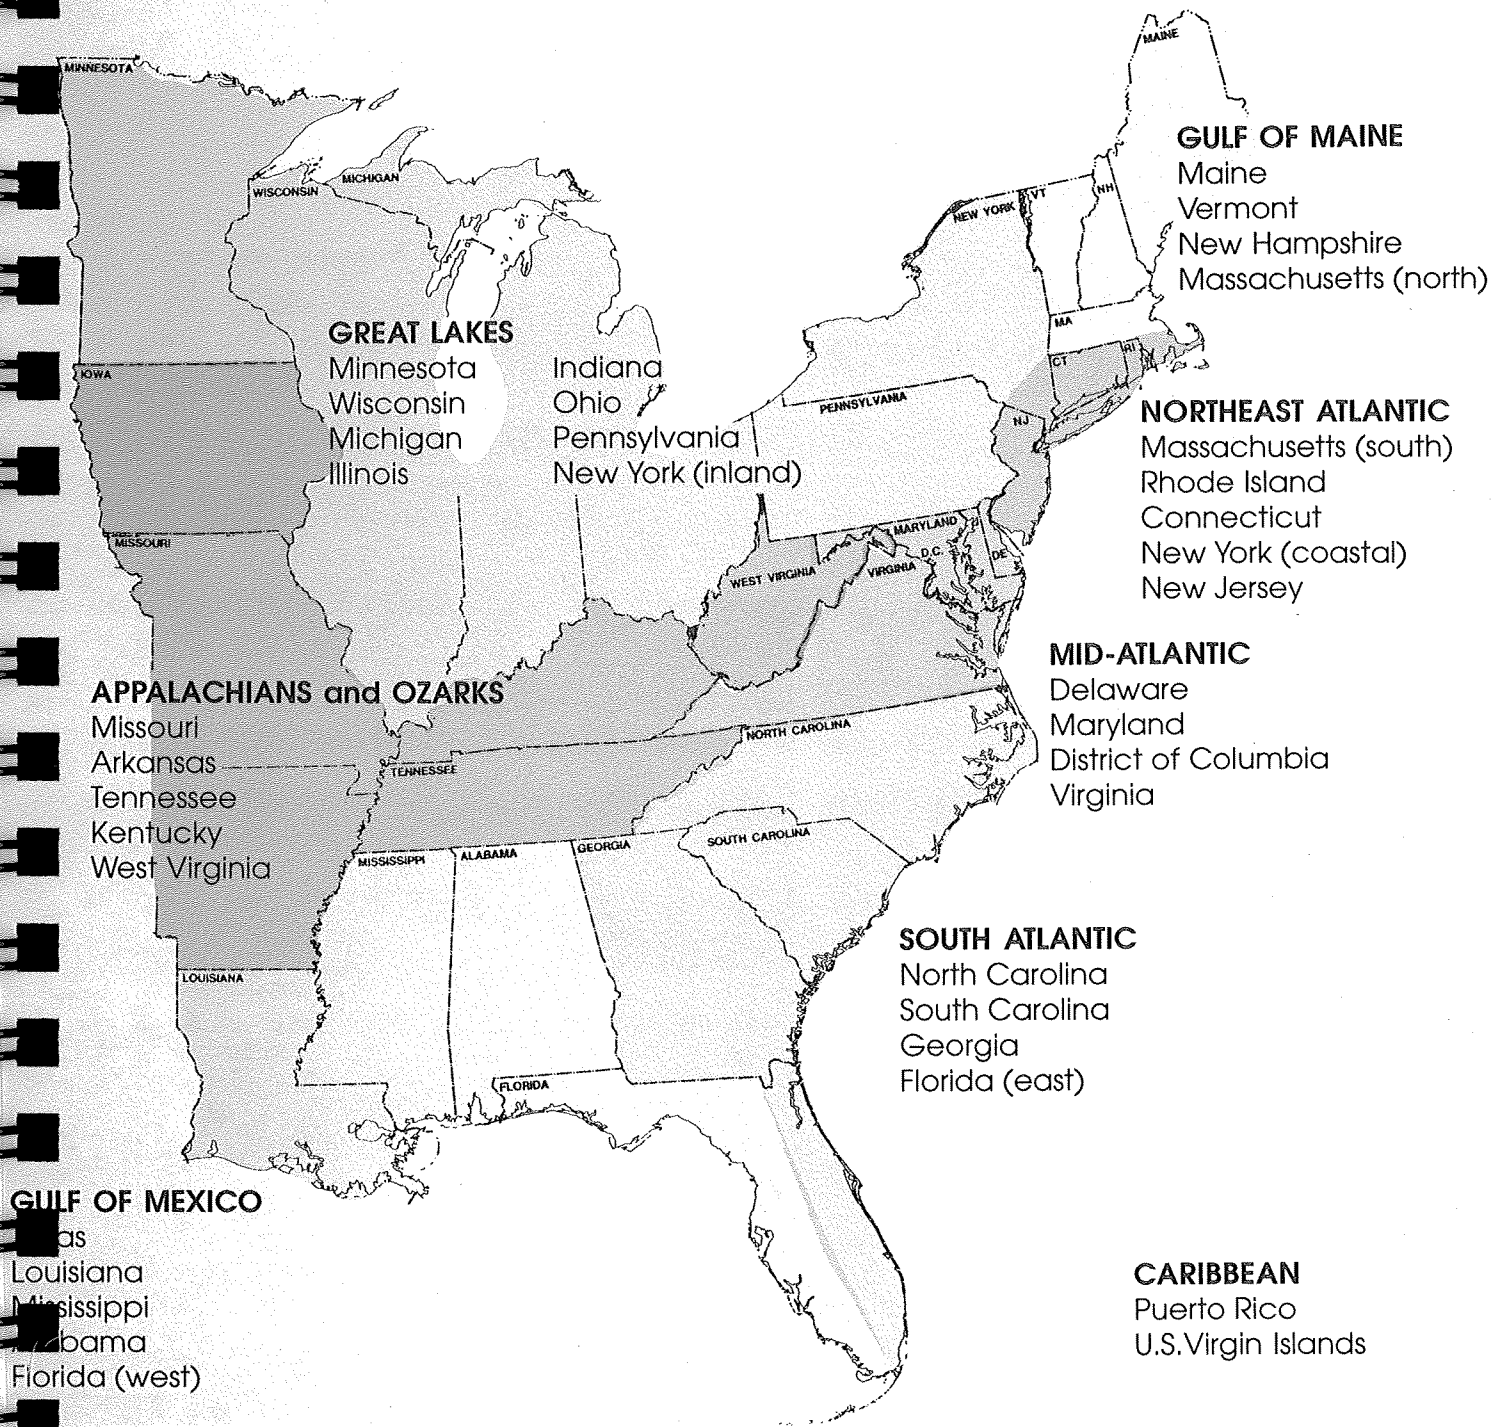 MAINE
MINNESOTA
GULF OF MAINE
Maine
Vermont
New Hampshire
Massachusetts (north)
WISCONSIN
MICHIGAN
NEW YORK
VT
NH
MA
GREAT LAKES
Minnesota
Wisconsin
Michigan
Illinois
Indiana
Ohio
Pennsylvania
New York (inland)
IOWA
CT
RI
PENNSYLVANIA
NJ
NORTHEAST ATLANTIC
Massachusetts (south)
Rhode Island
Connecticut
New York (coastal)
New Jersey
MISSOURI
MARYLAND
D.C.
DE
WEST VIRGINIA
VIRGINIA
MID-ATLANTIC
Delaware
Maryland
District of Columbia
Virginia
APPALACHIANS and OZARKS
Missouri
Arkansas
Tennessee
Kentucky
West Virginia
NORTH CAROLINA
TENNESSEE
MISSISSIPPI
ALABAMA
GEORGIA
SOUTH CAROLINA
SOUTH ATLANTIC
North Carolina
South Carolina
Georgia
Florida (east)
LOUISIANA
FLORIDA
GULF OF MEXICO
Louisiana
Mississippi
Florida (west)
CARIBBEAN
Puerto Rico
U.S.Virgin Islands